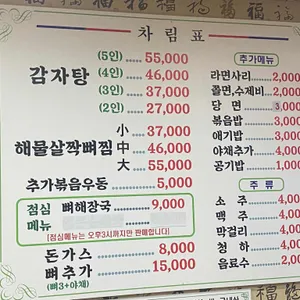 차림표
감자탕
(5인) 55,000
(4인) 46,000
(3인) 37,000
(2인) 27,000
해물살짝뼈찜
小 37,000
中 46,000
大 55,000
추가볶음우동 5,000
점심메뉴 뼈해장국 9,000
(점심메뉴는 오후3시까지만 판매합니다)
돈가스 8,000
뼈추가 15,000
(뼈3+야채)
추가메뉴
라면사리 2,000
쫄면,수제비 2,000
당면 3,000
볶음밥 3,000
애기밥
야채추가 4,000
공기밥 1,000
주류
소주 4,000
맥주 4,000
막걸리 4,000
청하
음료수 2,000